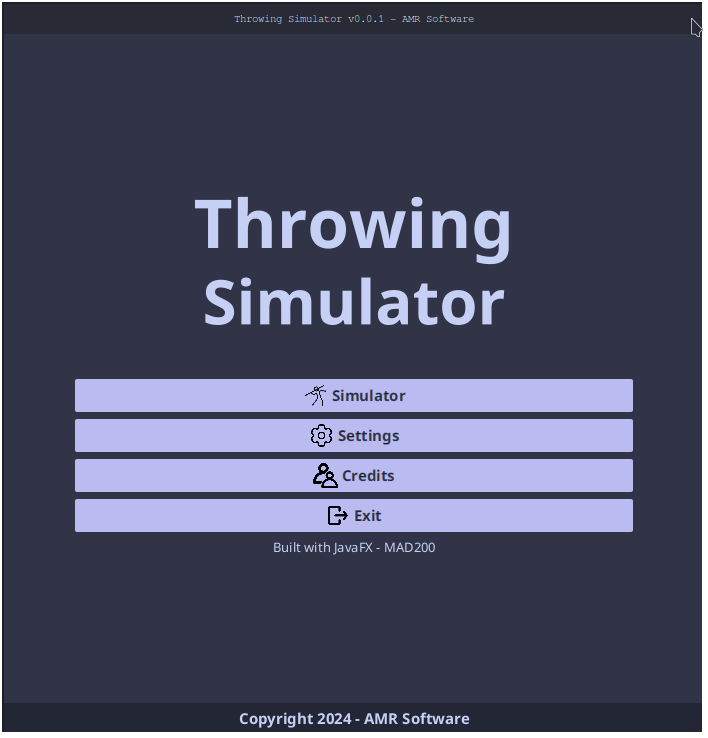 Throwing Simulator v0.0.1 - AMR Software
Throwing
Simulator
Simulator
Settings
Credits
Exit
Built with JavaFX - MAD200
Copyright 2024 - AMR Software